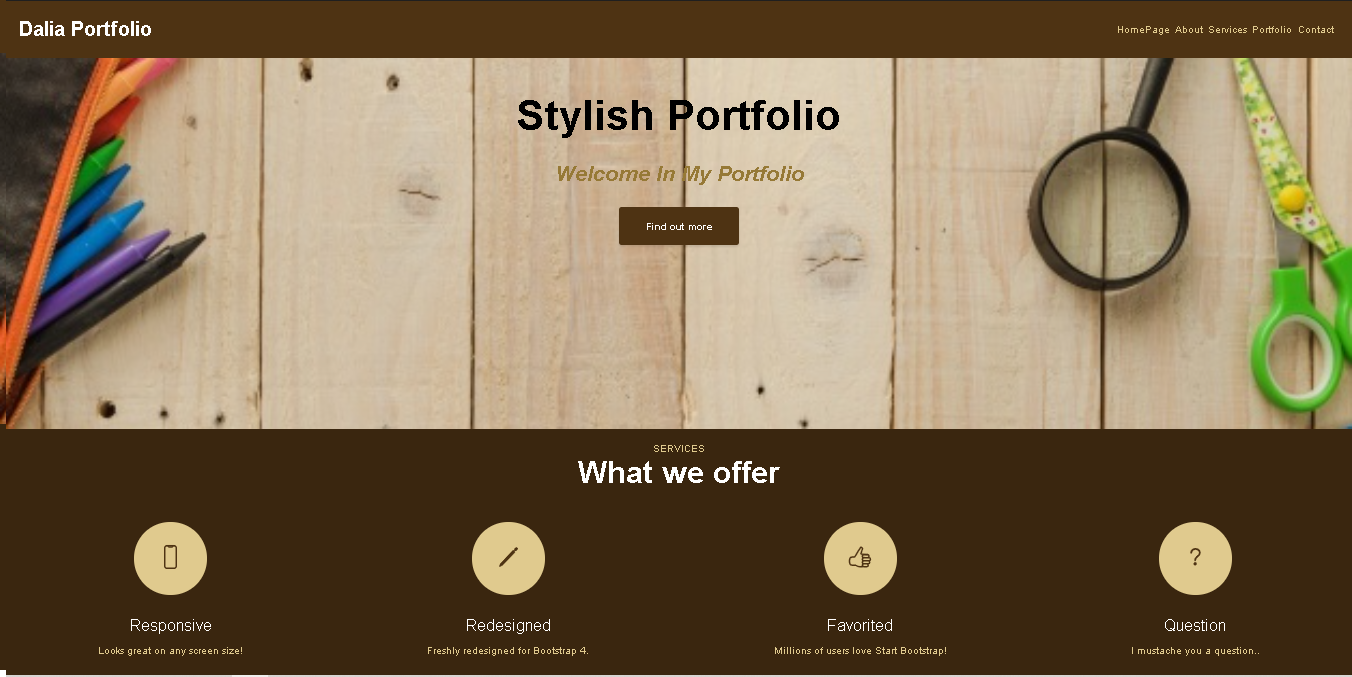 Dalia Portfolio
HomePage About Services Portfolio Contact
Stylish Portfolio
Welcome In My Portfolio
Find out more
SERVICES
What we offer
?
Responsive Redesigned Favorited Question
Looks great on any screen size! Freshly redesigned for Bootstrap 4. Millions of users love Start Bootstrap! I mustache you a question..